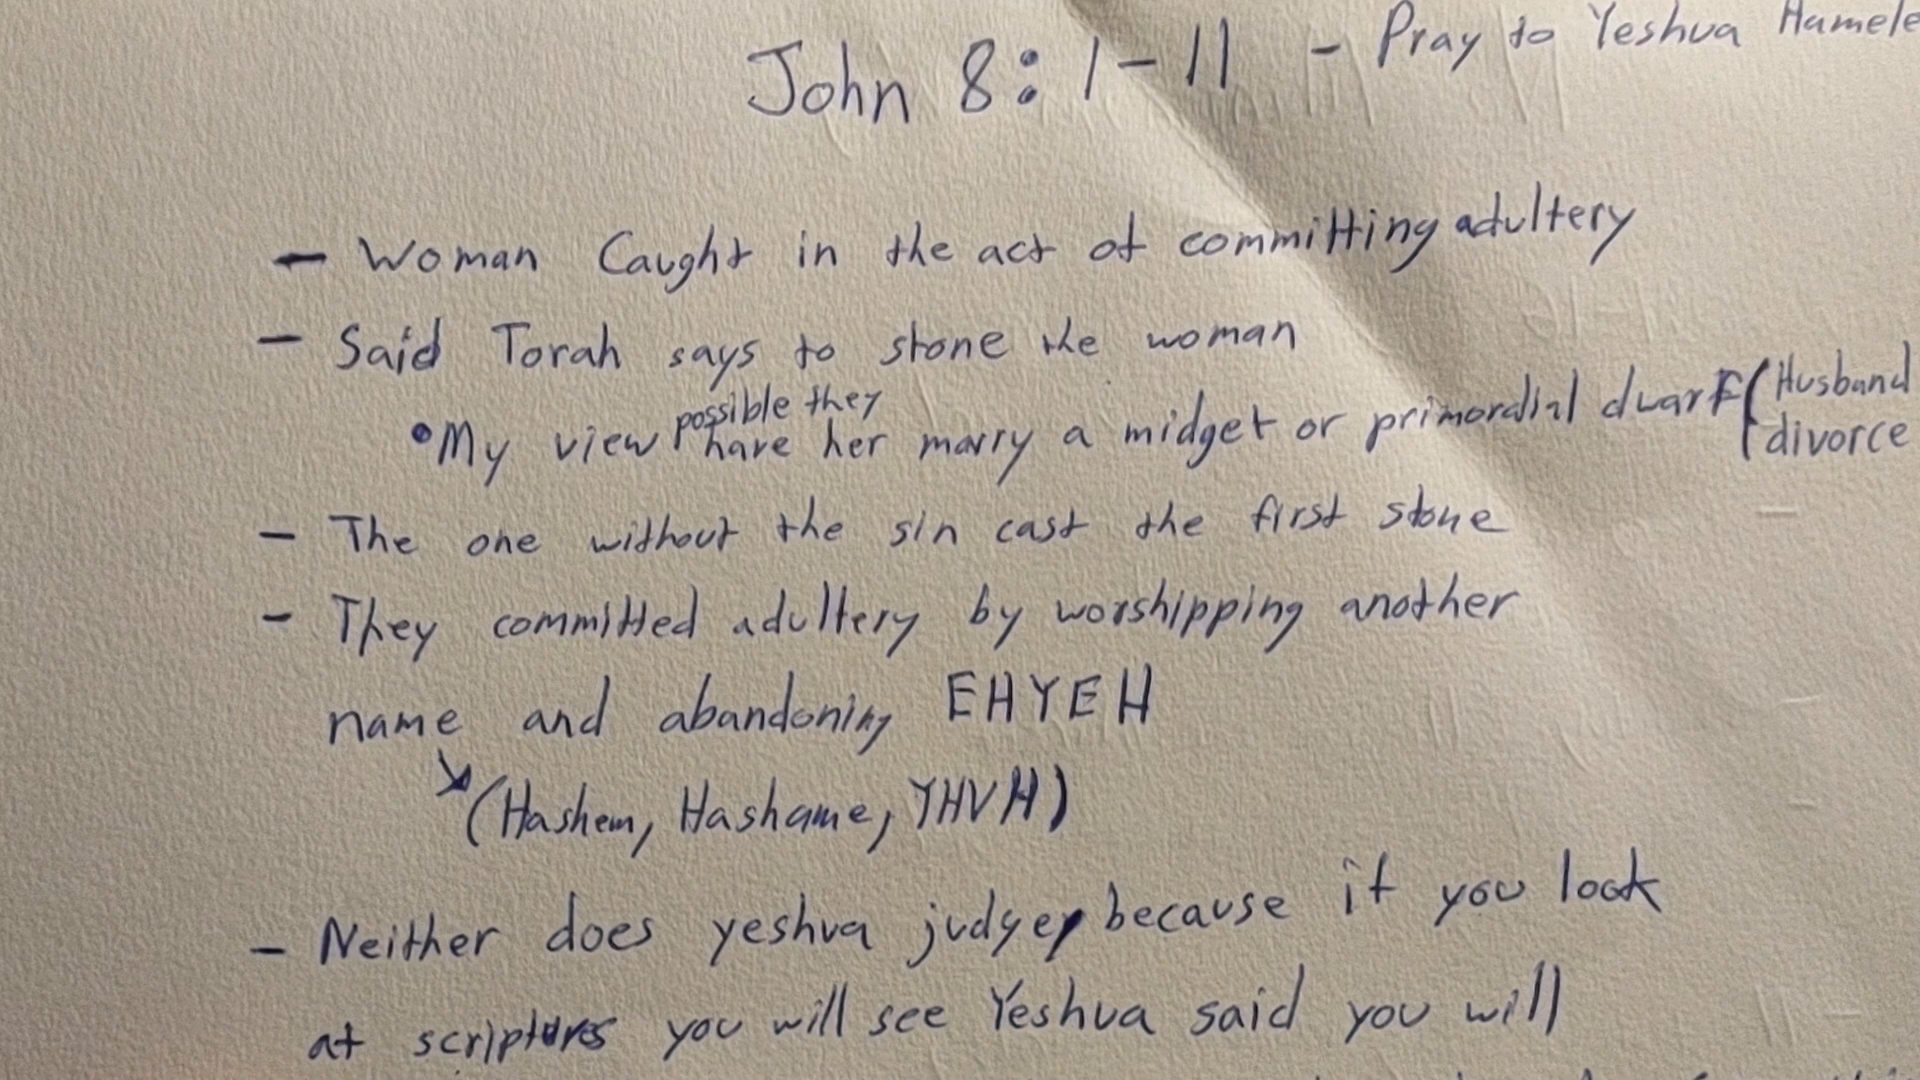 John 8: 1-11 - Pray to Yeshua Hamele
- Woman Caught in the act of committing adultery
- Said Torah says to stone the woman
• My view possible they have her marry a midget or primordial dwarf (Husband divorce
- The one without the sin cast the first stone
- They committed adultery by worshipping another
name and abandoning EHYEH
(Hashem, Hashame, YHVH)
- Neither does yeshua judge, because if you look
at scriptures you will see Yeshua said you will